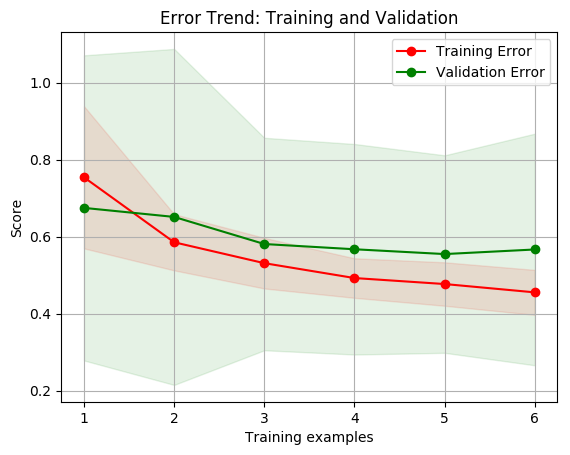 Error Trend: Training and Validation
Training Error
Validation Error
1.0
0.8
0.6
0.4
0.2
Score
1 2 3 4 5 6
Training examples